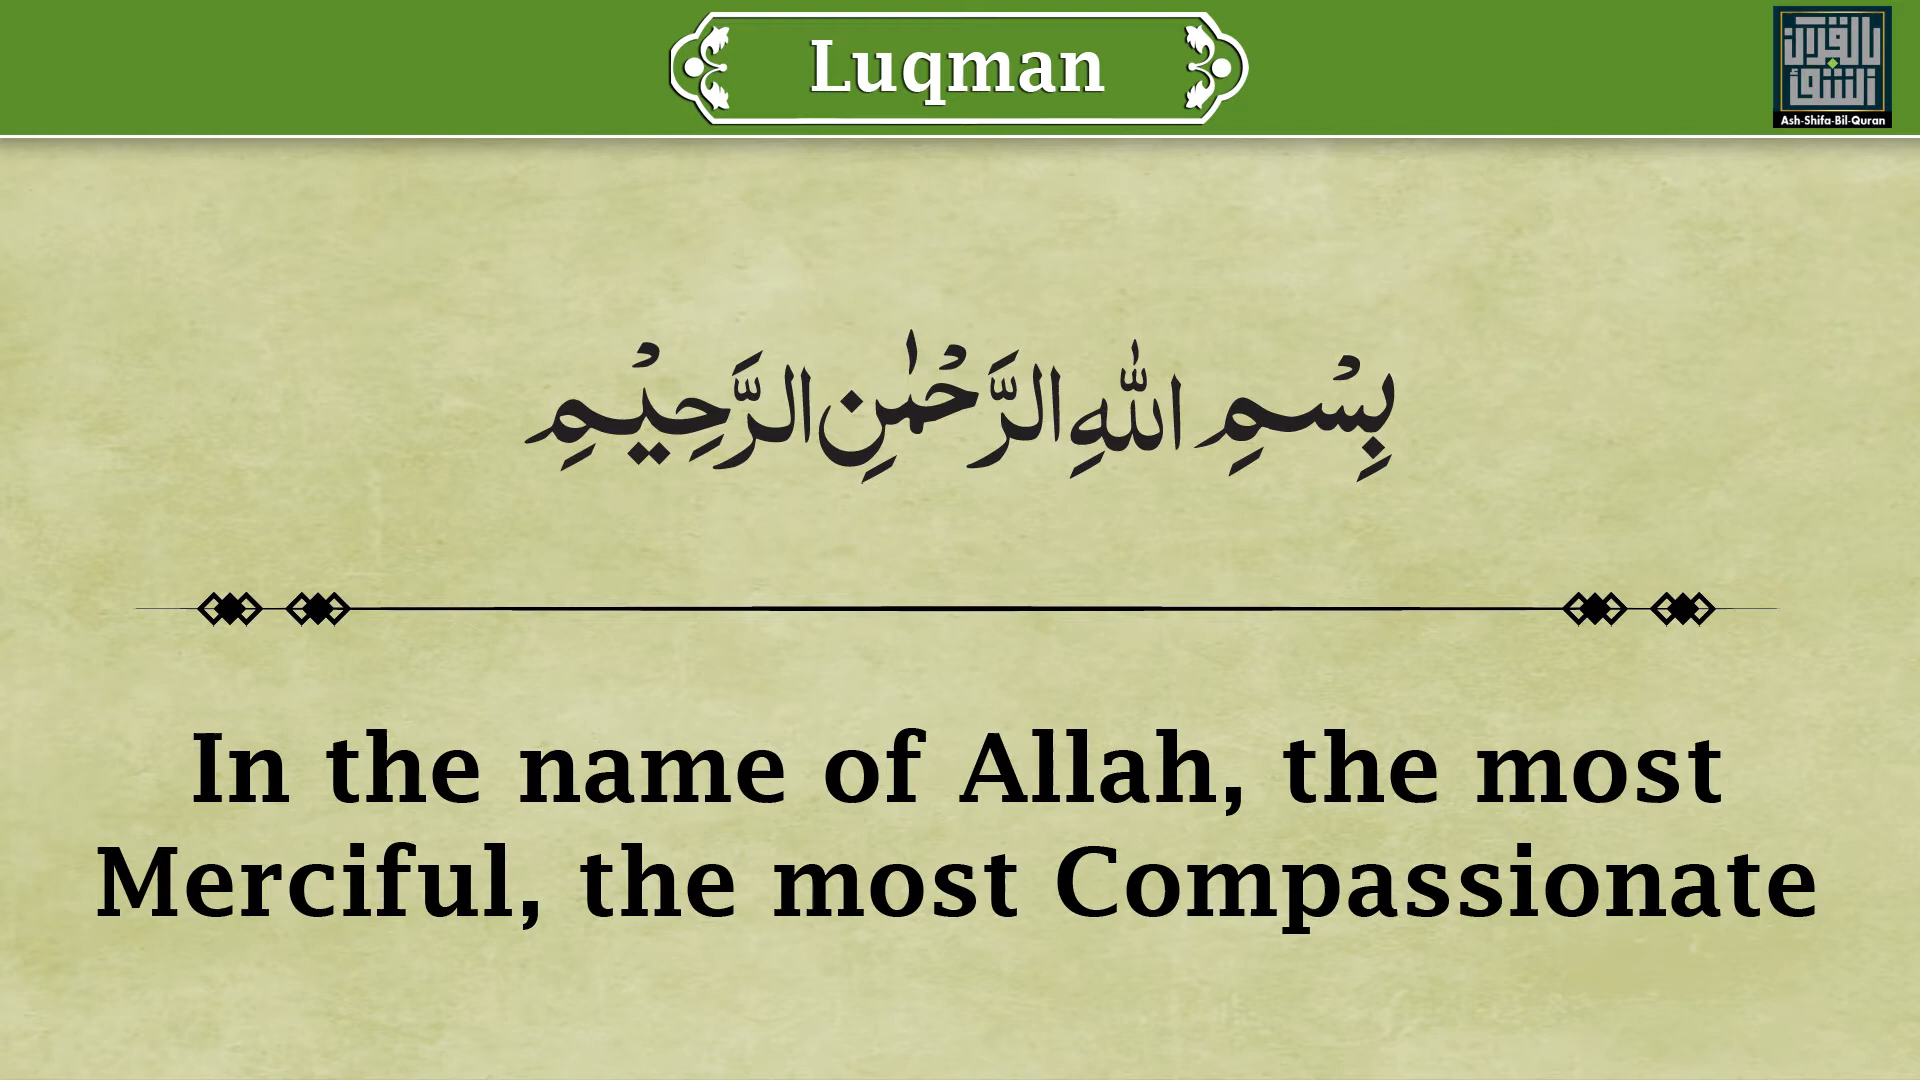 Luqman
Ash-Shifa-Bil-Quran
بِسْمِ اللّٰهِ الرَّحْمٰنِ الرَّحِيْمِ
In the name of Allah, the most
Merciful, the most Compassionate